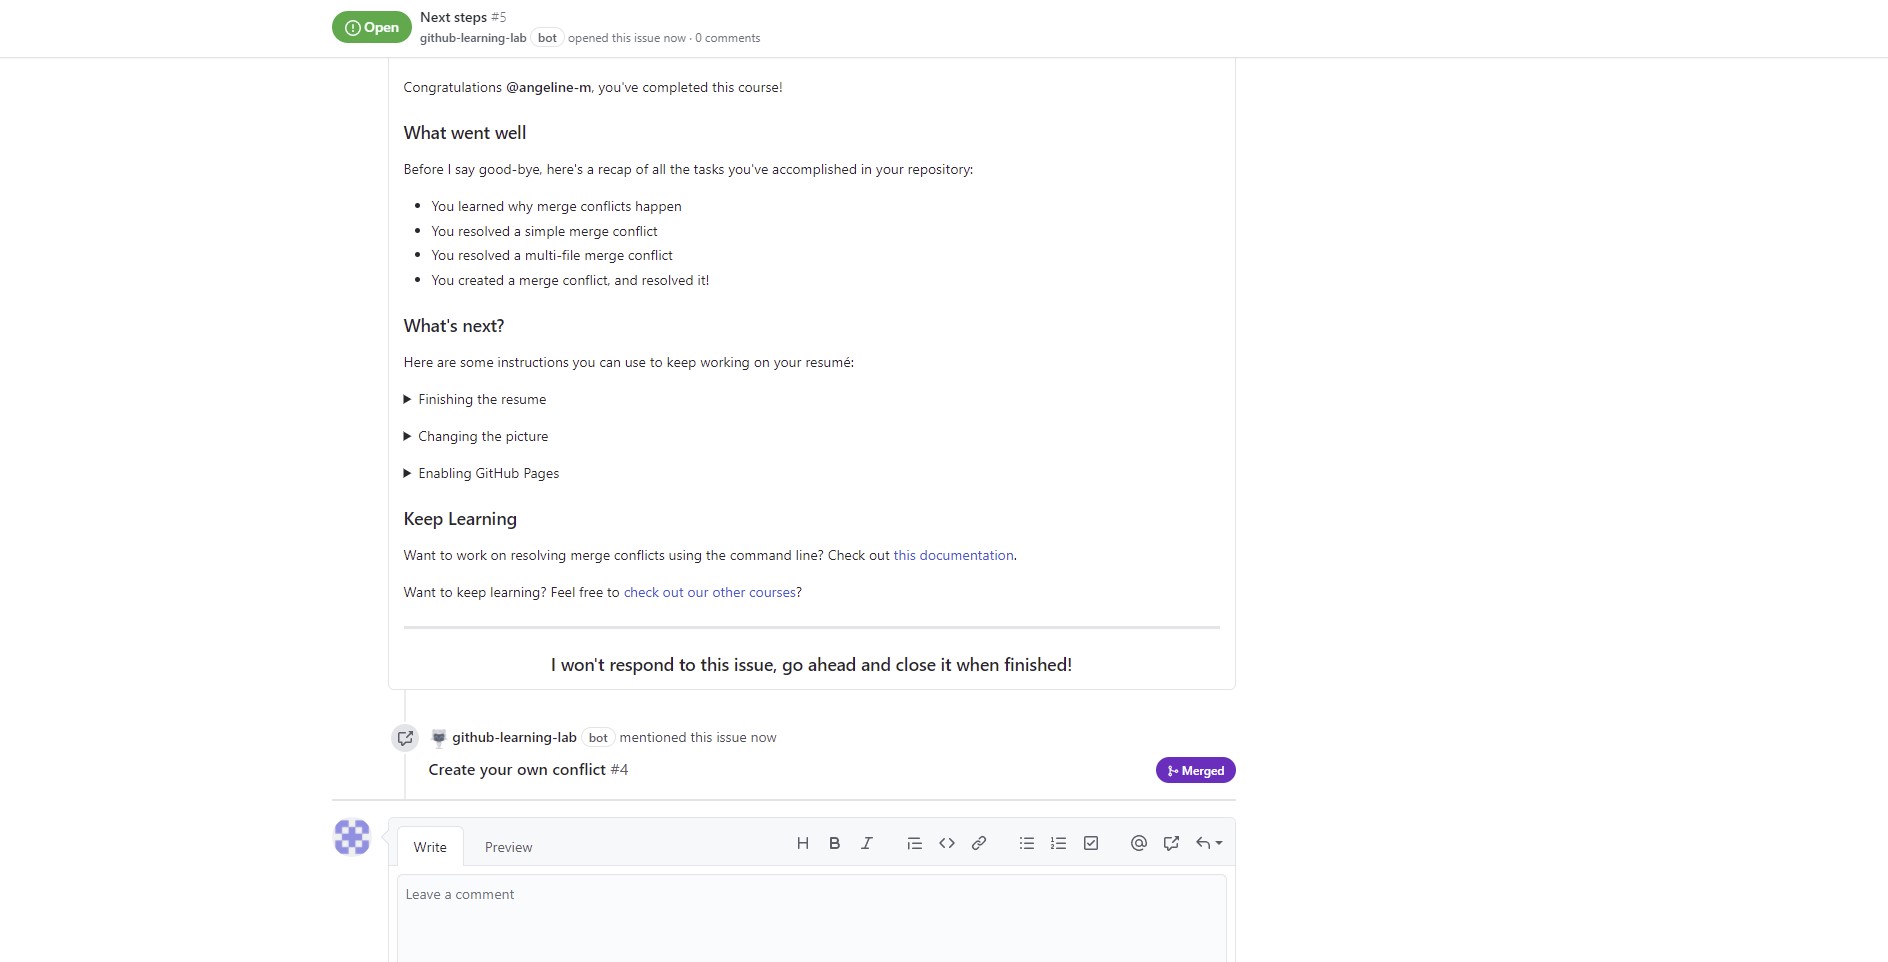 Open
Next steps #5
github-learning-lab bot opened this issue now · 0 comments
Congratulations @angeline-m, you've completed this course!
What went well
Before I say good-bye, here's a recap of all the tasks you've accomplished in your repository:
• You learned why merge conflicts happen
• You resolved a simple merge conflict
• You resolved a multi-file merge conflict
• You created a merge conflict, and resolved it!
What's next?
Here are some instructions you can use to keep working on your resumé:
Finishing the resume
Changing the picture
Enabling GitHub Pages
Keep Learning
Want to work on resolving merge conflicts using the command line? Check out this documentation.
Want to keep learning? Feel free to check out our other courses?
I won't respond to this issue, go ahead and close it when finished!
github-learning-lab bot mentioned this issue now
Create your own conflict #4
Merged
Write Preview
Leave a comment